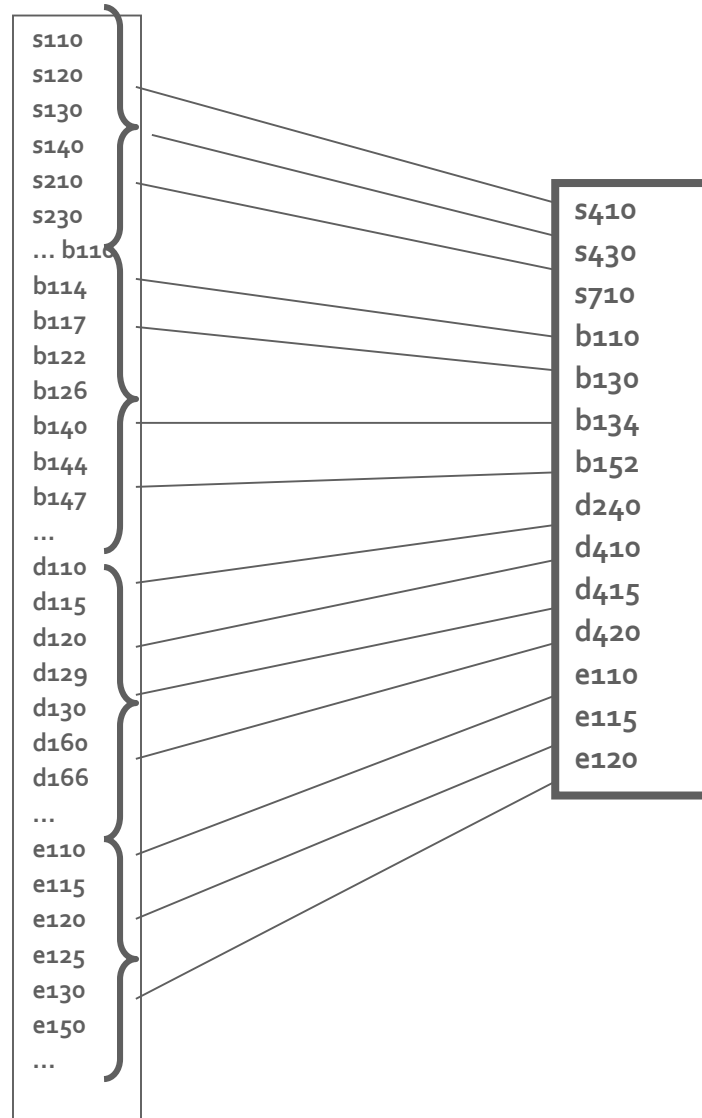 s110
s120
s130
s140
s210
s230
... b110
b114
b117
b122
b126
b140
b144
b147
...
d110
d115
d120
d129
d130
d160
d166
...
e110
e115
e120
e125
e130
e150
...
s410
s430
s710
b110
b130
b134
b152
d240
d410
d415
d420
e110
e115
e120